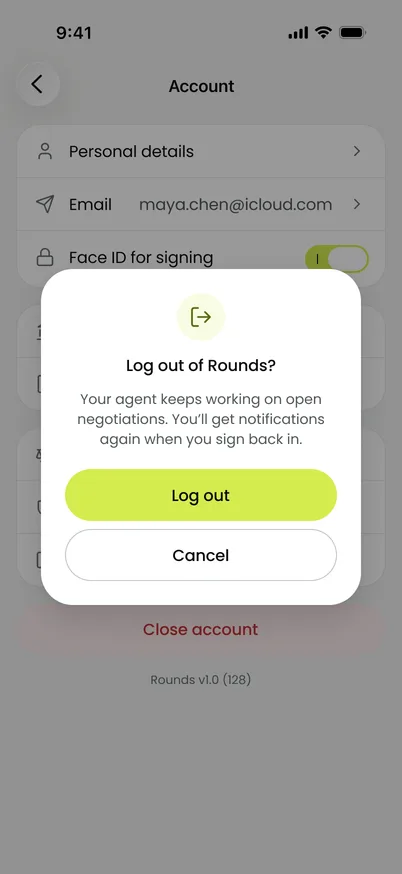 9:41
Account
Personal details
Email maya.chen@icloud.com
Face ID for signing
Log out of Rounds?
Your agent keeps working on open
negotiations. You’ll get notifications
again when you sign back in.
Log out
Cancel
Close account
Rounds v1.0 (128)